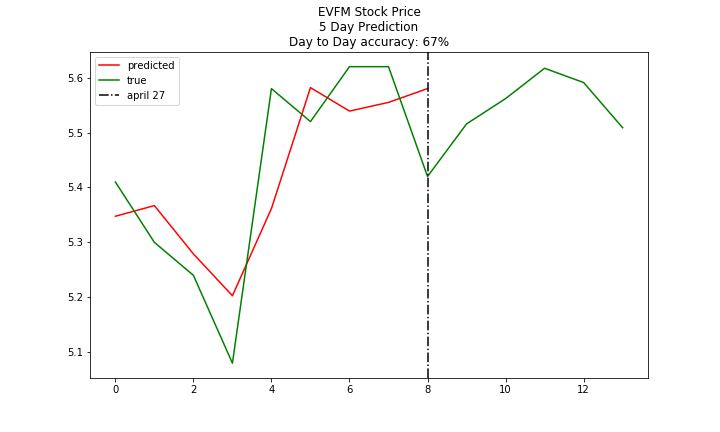 EVFM Stock Price
5 Day Prediction
Day to Day accuracy: 67%
predicted
true
april 27
5.6
5.5
5.4
5.3
5.2
5.1
0 2 4 6 8 10 12